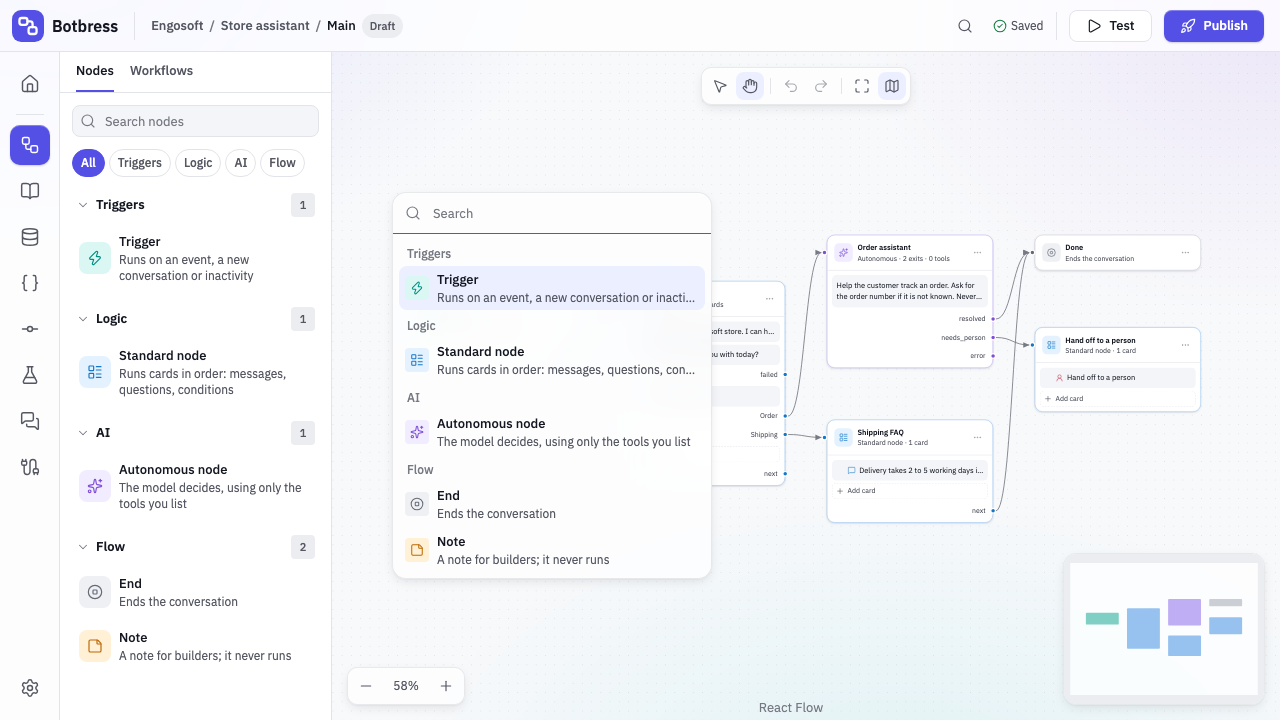 Botbress
Engosoft / Store assistant / Main
Draft
Saved
Test
Publish
Nodes
Workflows
Search nodes
All
Triggers
Logic
AI
Flow
Triggers
1
Trigger
Runs on an event, a new
conversation or inactivity
Logic
1
Standard node
Runs cards in order: messages,
questions, conditions
AI
1
Autonomous node
The model decides, using only the
tools you list
Flow
2
End
Ends the conversation
Note
A note for builders; it never runs
Search
Triggers
Trigger
Runs on an event, a new conversation or inacti...
Logic
Standard node
Runs cards in order: messages, questions, con...
AI
Autonomous node
The model decides, using only the tools you list
Flow
End
Ends the conversation
Note
A note for builders; it never runs
ards
soft store. I can h...
ou with today?
failed
Order
Shipping
next
Order assistant
Autonomous · 2 exits · 0 tools
Help the customer track an order. Ask for
the order number if it is not known. Never...
resolved
needs_person
error
Shipping FAQ
Standard node · 1 card
Delivery takes 2 to 5 working days i...
+ Add card
next
Done
Ends the conversation
Hand off to a person
Standard node · 1 card
Hand off to a person
+ Add card
58%
React Flow